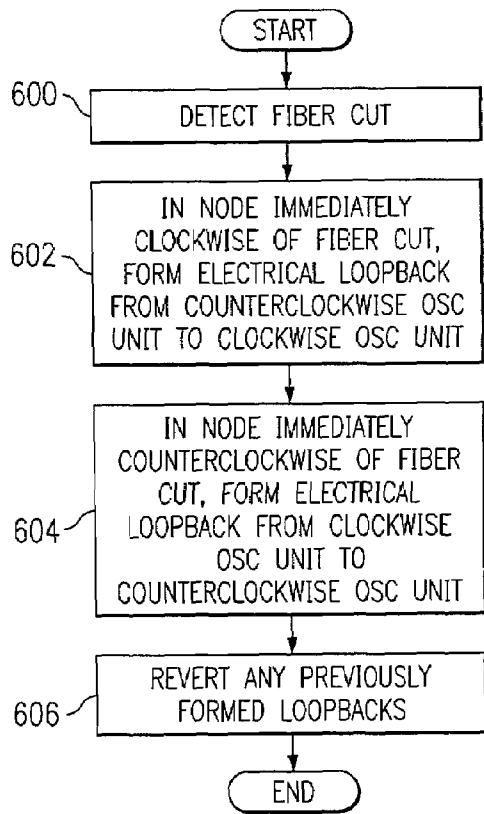 START
600
DETECT FIBER CUT
602
IN NODE IMMEDIATELY
CLOCKWISE OF FIBER CUT,
FORM ELECTRICAL LOOPBACK
FROM COUNTERCLOCKWISE OSC
UNIT TO CLOCKWISE OSC UNIT
604
IN NODE IMMEDIATELY
COUNTERCLOCKWISE OF FIBER
CUT, FORM ELECTRICAL
LOOPBACK FROM CLOCKWISE
OSC UNIT TO
COUNTERCLOCKWISE OSC UNIT
606
REVERT ANY PREVIOUSLY
FORMED LOOPBACKS
END